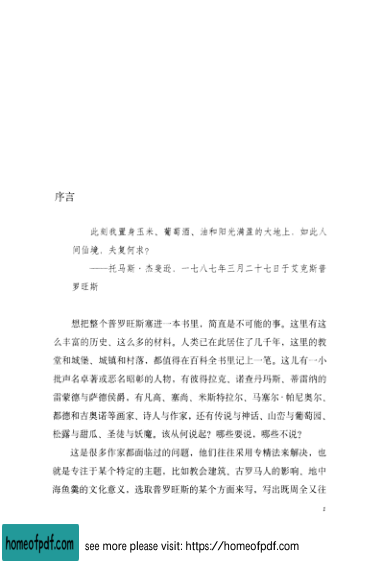 序言
此刻我置身玉米、葡萄酒、油和阳光满盈的大地上，如此人
间仙境，夫复何求？
——托马斯·杰斐逊，一七八七年三月二十七日于艾克斯普
罗旺斯
想把整个普罗旺斯塞进一本书里，简直是不可能的事。这里有这
么丰富的历史、这么多的材料。人类已在此居住了几千年，这里的教
堂和城堡、城镇和村落，都值得在百科全书里记上一笔。这儿有一小
批声名卓著或恶名昭彰的人物，有彼得拉克、诺查丹玛斯、蒂雷纳的
雷蒙德与萨德侯爵，有凡高、塞尚、米斯特拉尔、马塞尔·帕尼奥尔、
都德和吉奥诺等画家、诗人与作家，还有传说与神话、山峦与葡萄园、
松露与甜瓜、圣徒与妖魔。该从何说起？哪些要说，哪些不说？
这是很多作家都面临过的问题，他们往往采用专精法来解决，也
就是专注于某个特定的主题，比如教会建筑、古罗马人的影响、地中
海鱼羹的文化意义，选取普罗旺斯的某个方面来写，写出既周全又往
homeofpdf.com
see more please visit: https://homeofpdf.com